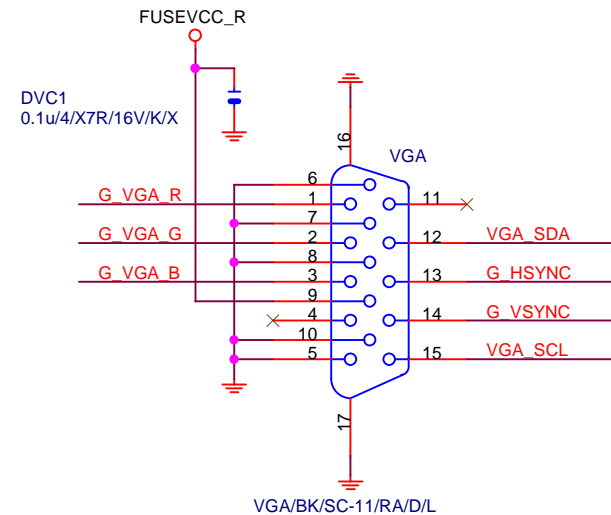 FUSEVCC_R
DVC1
0.1u/4/X7R/16V/K/X
16
VGA
6
G_VGA_R 1 11
7
G_VGA_G 2 12 VGA_SDA
8
G_VGA_B 3 13 G_HSYNC
9
4 14 G_VSYNC
10
5 15 VGA_SCL
17
VGA/BK/SC-11/RA/D/L